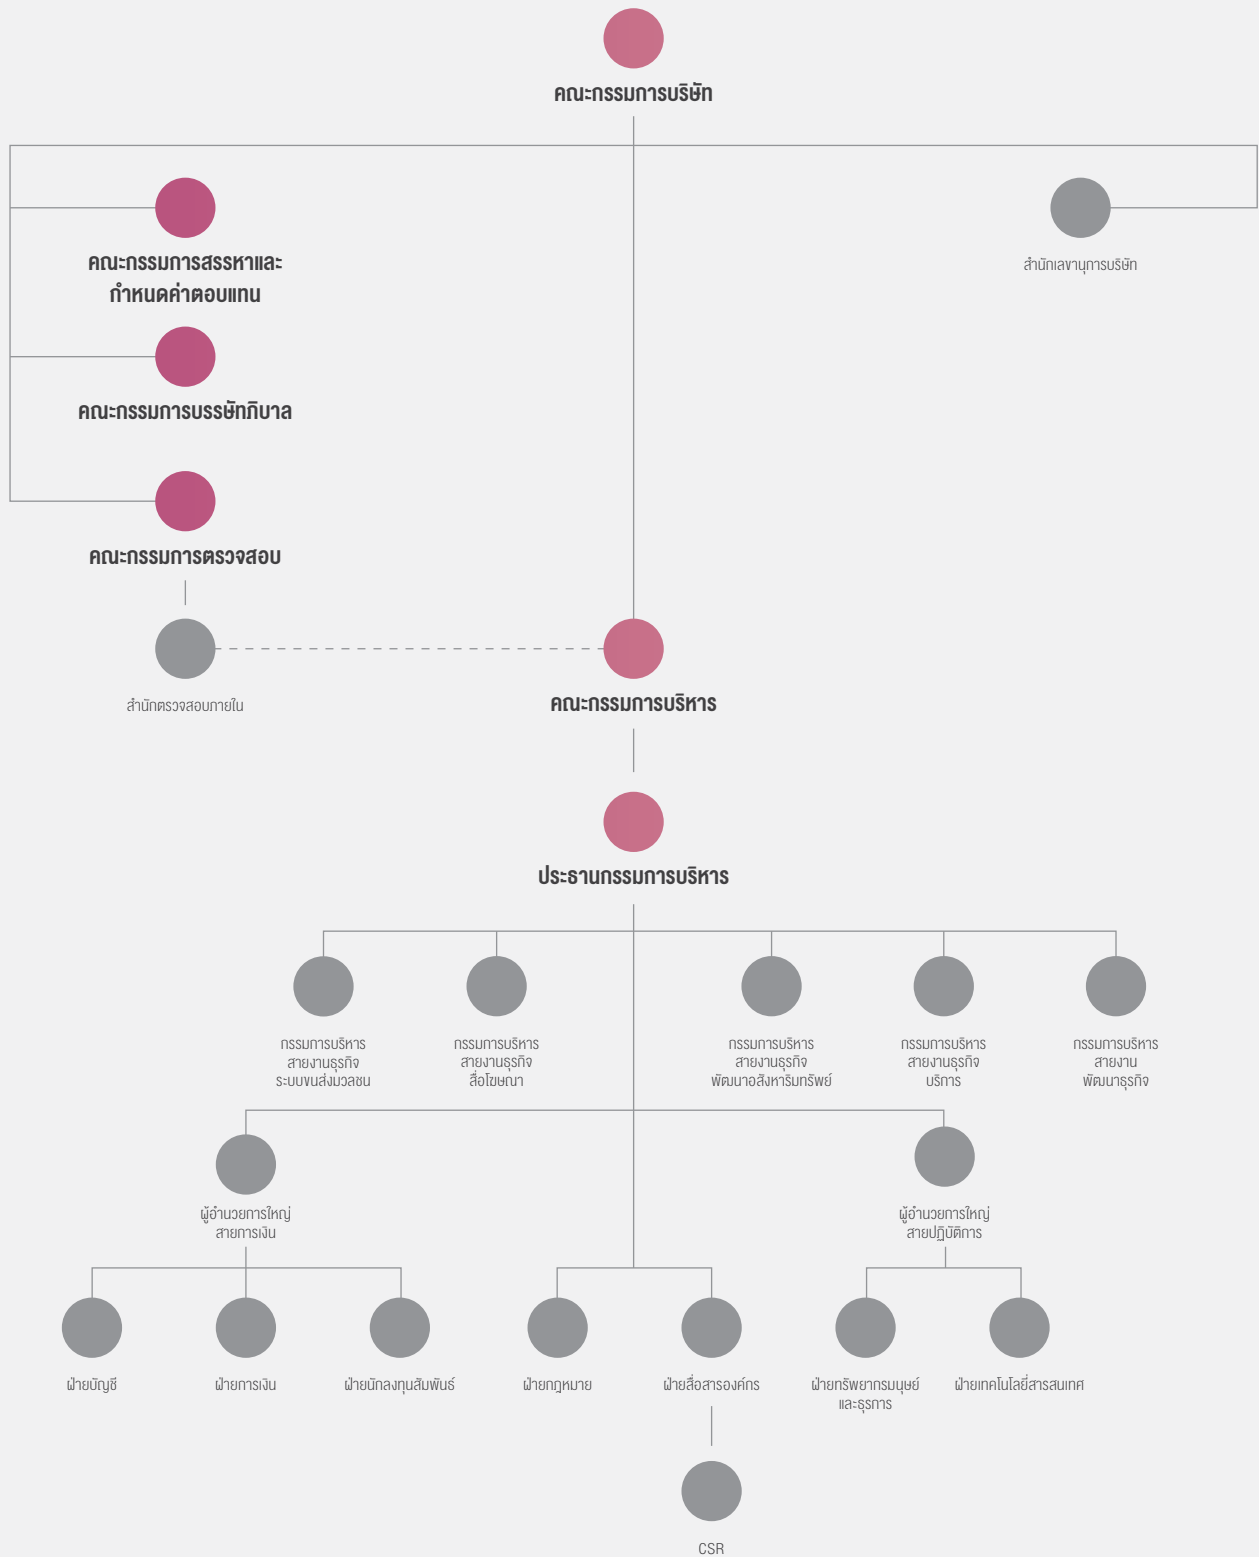 คณะกรรมการบริษัท
คณะกรรมการสรรหาและ
กำหนดค่าตอบแทน
สำนักเลขานุการบริษัท
คณะกรรมการบรรษัทภิบาล
คณะกรรมการตรวจสอบ
สำนักตรวจสอบภายใน
คณะกรรมการบริหาร
ประธานกรรมการบริหาร
กรรมการบริหาร
สายงานธุรกิจ
ระบบขนส่งมวลชน
กรรมการบริหาร
สายงานธุรกิจ
สื่อโฆษณา
กรรมการบริหาร
สายงานธุรกิจ
พัฒนาอสังหาริมทรัพย์
กรรมการบริหาร
สายงานธุรกิจ
บริการ
กรรมการบริหาร
สายงาน
พัฒนาธุรกิจ
ผู้อำนวยการใหญ่
สายการเงิน
ผู้อำนวยการใหญ่
สายปฏิบัติการ
ฝ่ายบัญชี
ฝ่ายการเงิน
ฝ่ายนักลงทุนสัมพันธ์
ฝ่ายกฎหมาย
ฝ่ายสื่อสารองค์กร
ฝ่ายทรัพยากรมนุษย์
และธุรการ
ฝ่ายเทคโนโลยี่สารสนเทศ
CSR